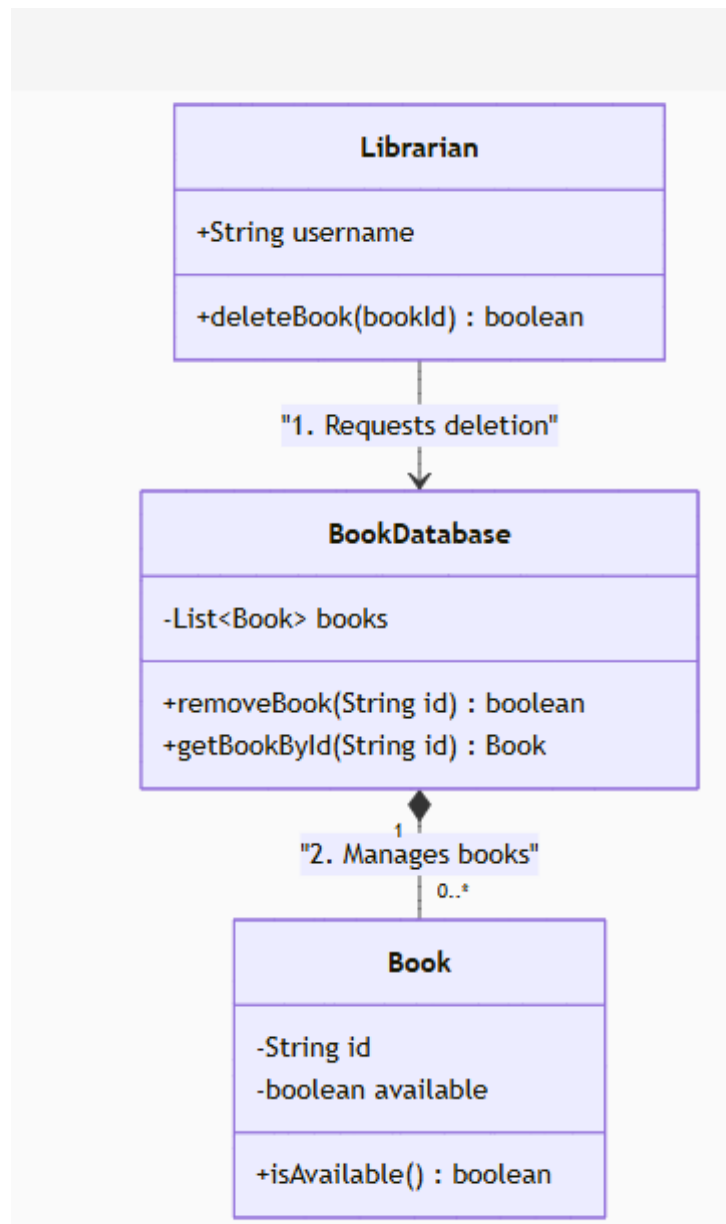 Librarian
+String username
+deleteBook(bookId) : boolean
"1. Requests deletion"
BookDatabase
-List<Book> books
+removeBook(String id) : boolean
+getBookById(String id) : Book
1
"2. Manages books"
0..*
Book
-String id
-boolean available
+isAvailable() : boolean